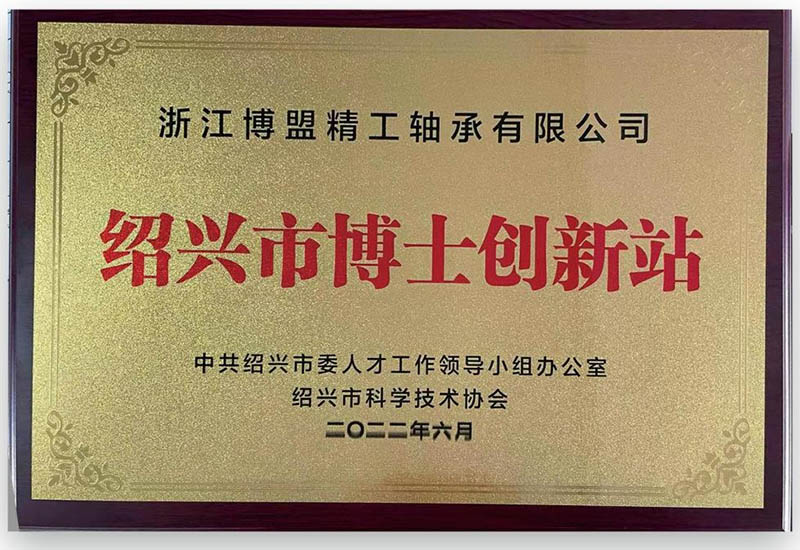 浙江博盟精工轴承有限公司
绍兴市博士创新站
中共绍兴市委人才工作领导小组办公室
绍兴市科学技术协会
二〇二二年六月